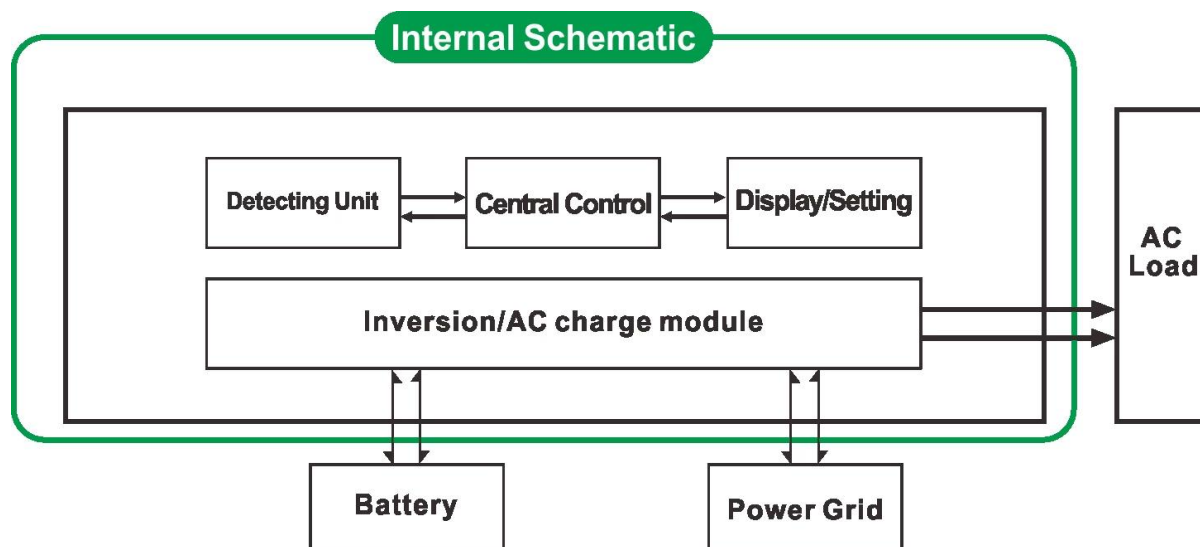 Internal Schematic
Detecting Unit
Central Control
Display/Setting
AC
Load
Inversion/AC charge module
Battery
Power Grid